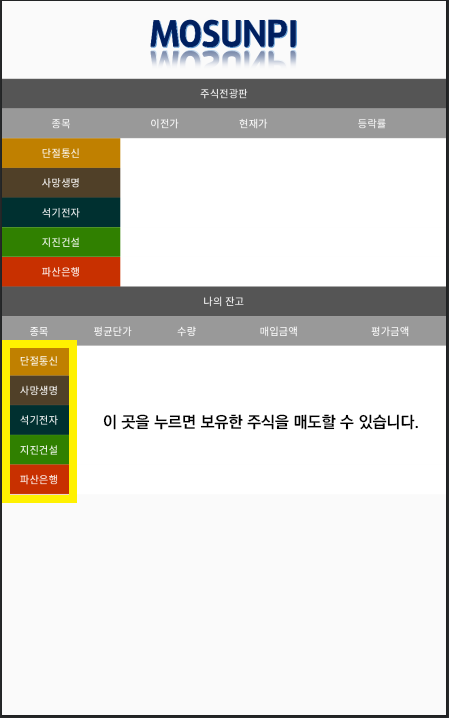 MOSUNPI
주식전광판
종목 이전가 현재가 등락률
단절통신
사망생명
석기전자
지진건설
파산은행
나의 잔고
종목 평균단가 수량 매입금액 평가금액
단절통신
사망생명
석기전자
이 곳을 누르면 보유한 주식을 매도할 수 있습니다.
지진건설
파산은행